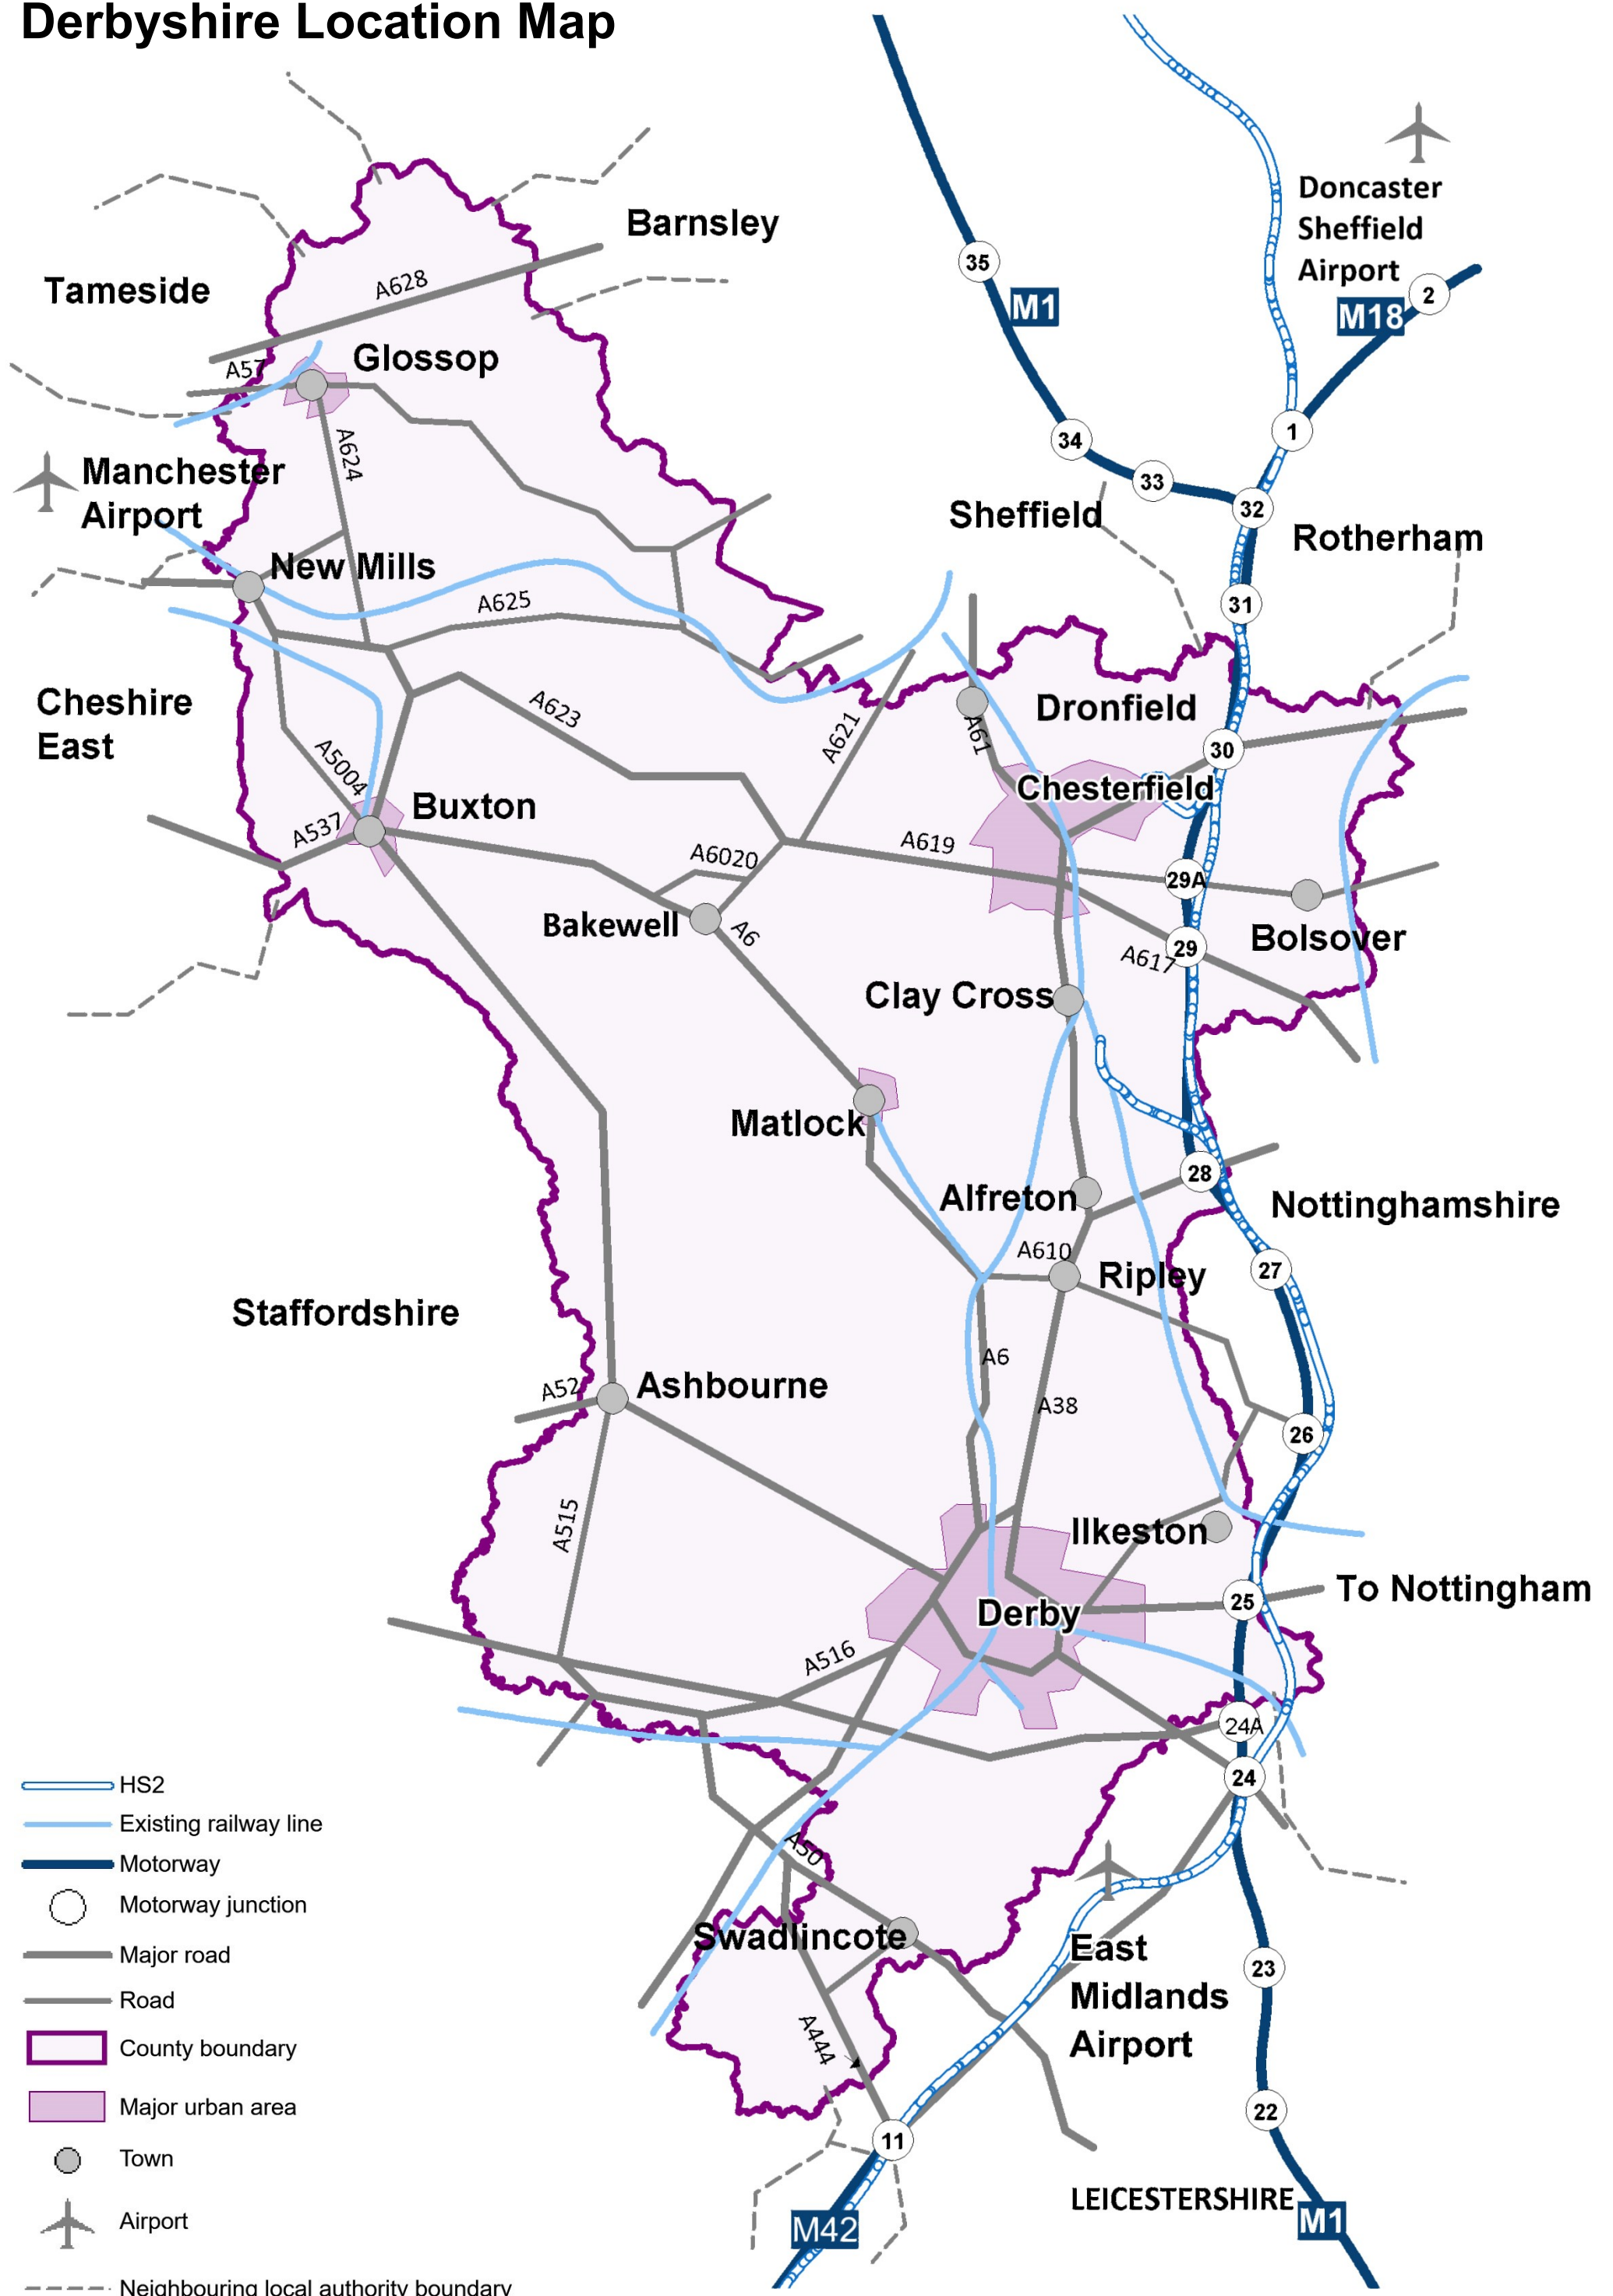 Derbyshire Location Map
Doncaster
Sheffield
Airport
Barnsley
35
M1
2
M18
Tameside
A628
Glossop
A57
A624
1
34
33
32
Manchester
Airport
Sheffield
Rotherham
New Mills
A625
31
Cheshire
East
A623
A621
A61
Dronfield
30
A5004
Chesterfield
Buxton
A537
A6020
A619
29A
Bakewell
A6
29
Bolsover
A617
Clay Cross
Matlock
28
Alfreton
Nottinghamshire
A610
Ripley
27
Staffordshire
A6
A52
Ashbourne
A38
26
A515
Ilkeston
25
To Nottingham
Derby
A516
24A
24
A50
Swadlincote
East
Midlands
Airport
23
A444
22
11
LEICESTERSHIRE
M42
M1
HS2
Existing railway line
Motorway
Motorway junction
Major road
Road
County boundary
Major urban area
Town
Airport
Neighbouring local authority boundary